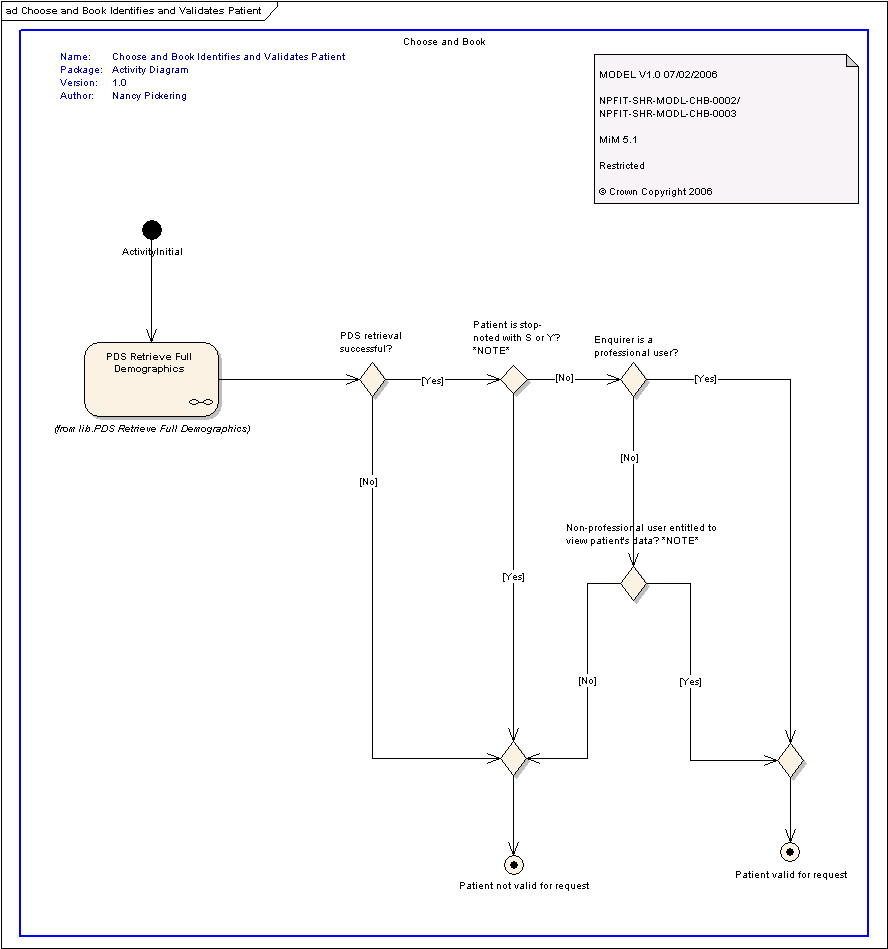 ad Choose and Book Identifies and Validates Patient
Choose and Book
Name: Choose and Book Identifies and Validates Patient
Package: Activity Diagram
Version: 1.0
Author: Nancy Pickering
MODEL V1.0 07/02/2006
NPFIT-SHR-MODL-CHB-0002/
NPFIT-SHR-MODL-CHB-0003
MiM 5.1
Restricted
© Crown Copyright 2006
ActivityInitial
PDS Retrieve Full
Demographics
(from lib.PDS Retrieve Full Demographics)
PDS retrieval
successful?
Patient is stop-
noted with S or Y?
*NOTE*
Enquirer is a
professional user?
[Yes]
[No]
[Yes]
[No]
[No]
Non-professional user entitled to
view patient's data? *NOTE*
[Yes]
[No]
[Yes]
Patient not valid for request
Patient valid for request